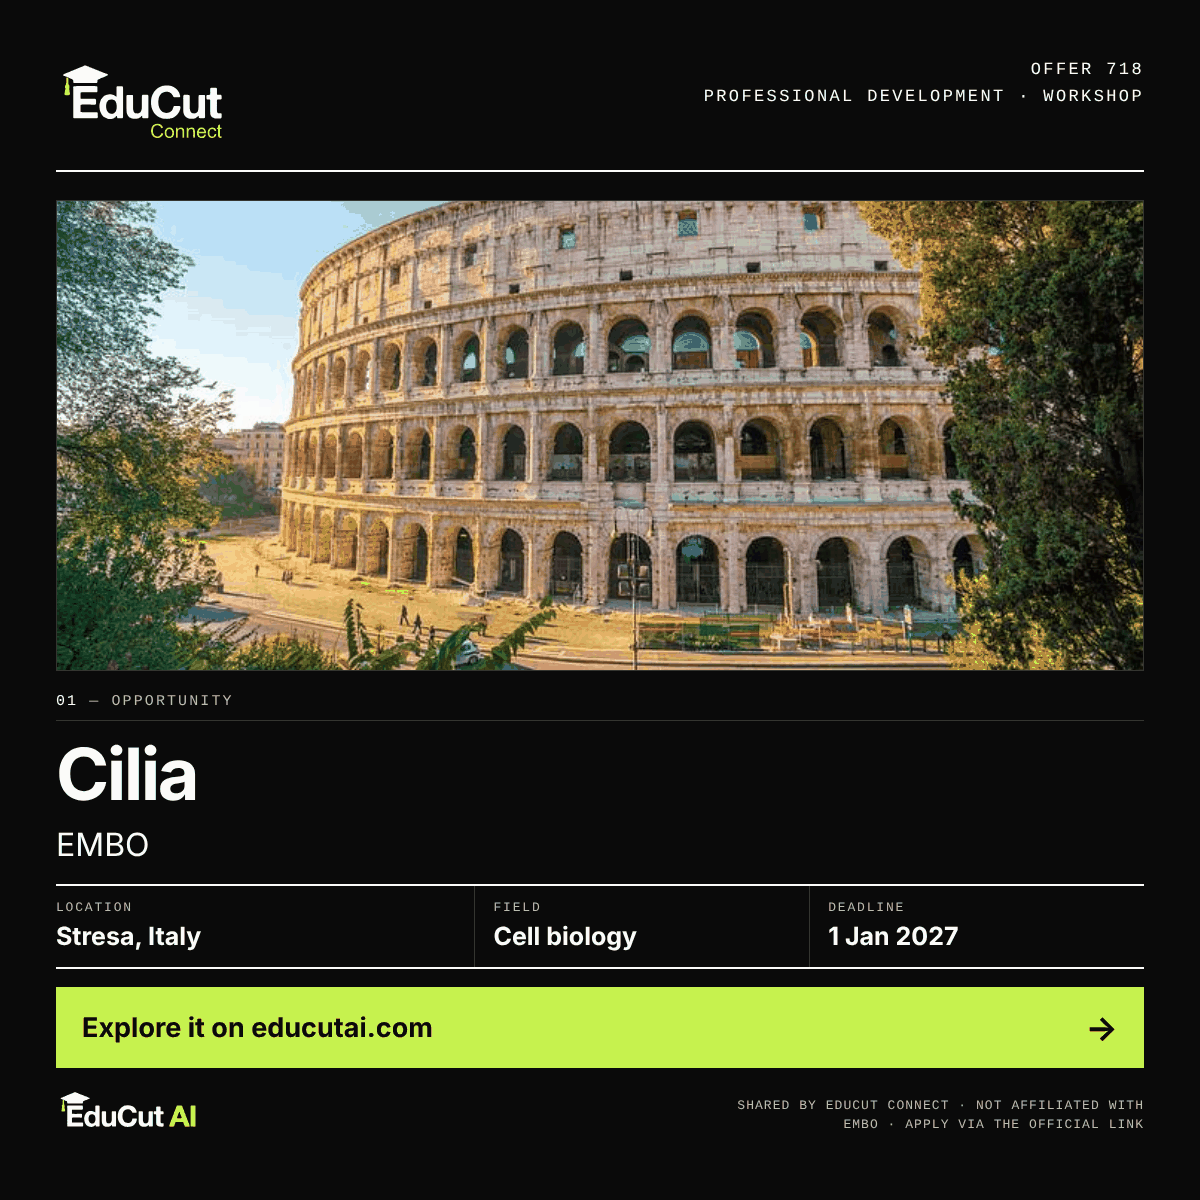 EduCut
Connect
OFFER 718
PROFESSIONAL DEVELOPMENT · WORKSHOP
01 — OPPORTUNITY
Cilia
EMBO
LOCATION
Stresa, Italy
FIELD
Cell biology
DEADLINE
1 Jan 2027
Explore it on educutai.com →
EduCut AI
SHARED BY EDUCUT CONNECT · NOT AFFILIATED WITH
EMBO · APPLY VIA THE OFFICIAL LINK